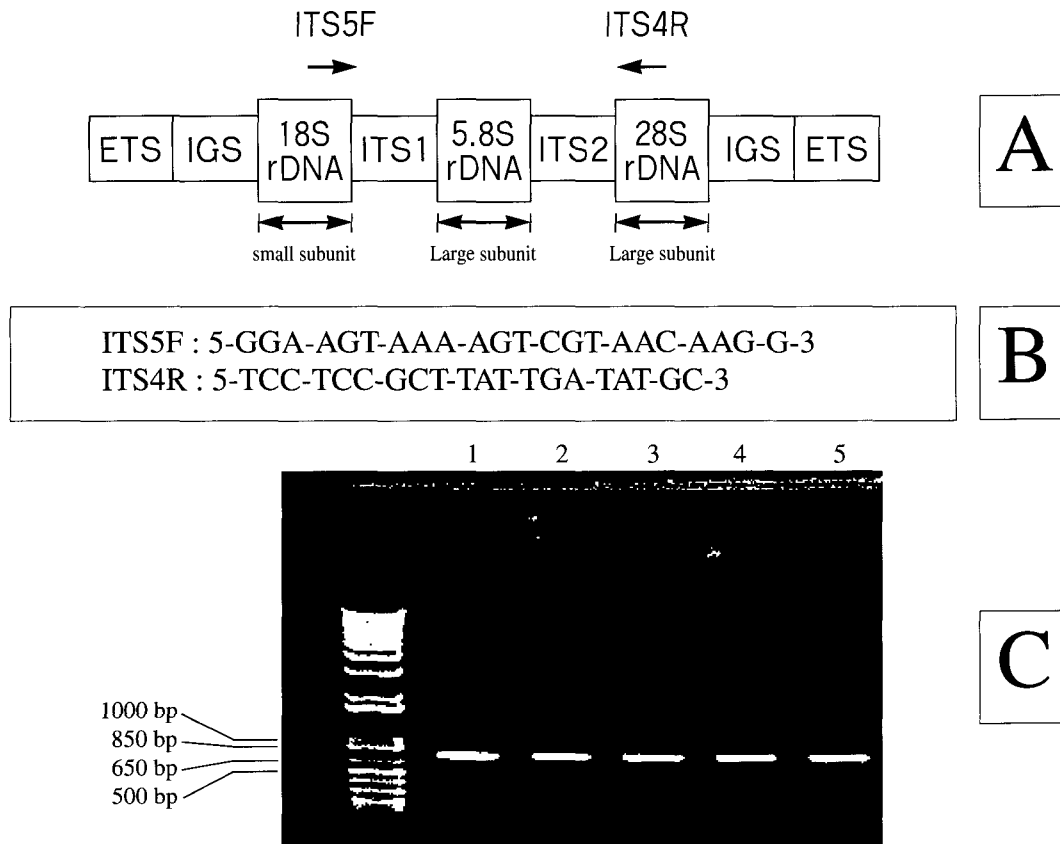 ITS5F ITS4R
ETS IGS 18S rDNA ITS1 5.8S rDNA ITS2 28S rDNA IGS ETS
small subunit Large subunit Large subunit
A
ITS5F : 5-GGA-AGT-AAA-AGT-CGT-AAC-AAG-G-3
ITS4R : 5-TCC-TCC-GCT-TAT-TGA-TAT-GC-3
B
1 2 3 4 5
C
1000 bp
850 bp
650 bp
500 bp